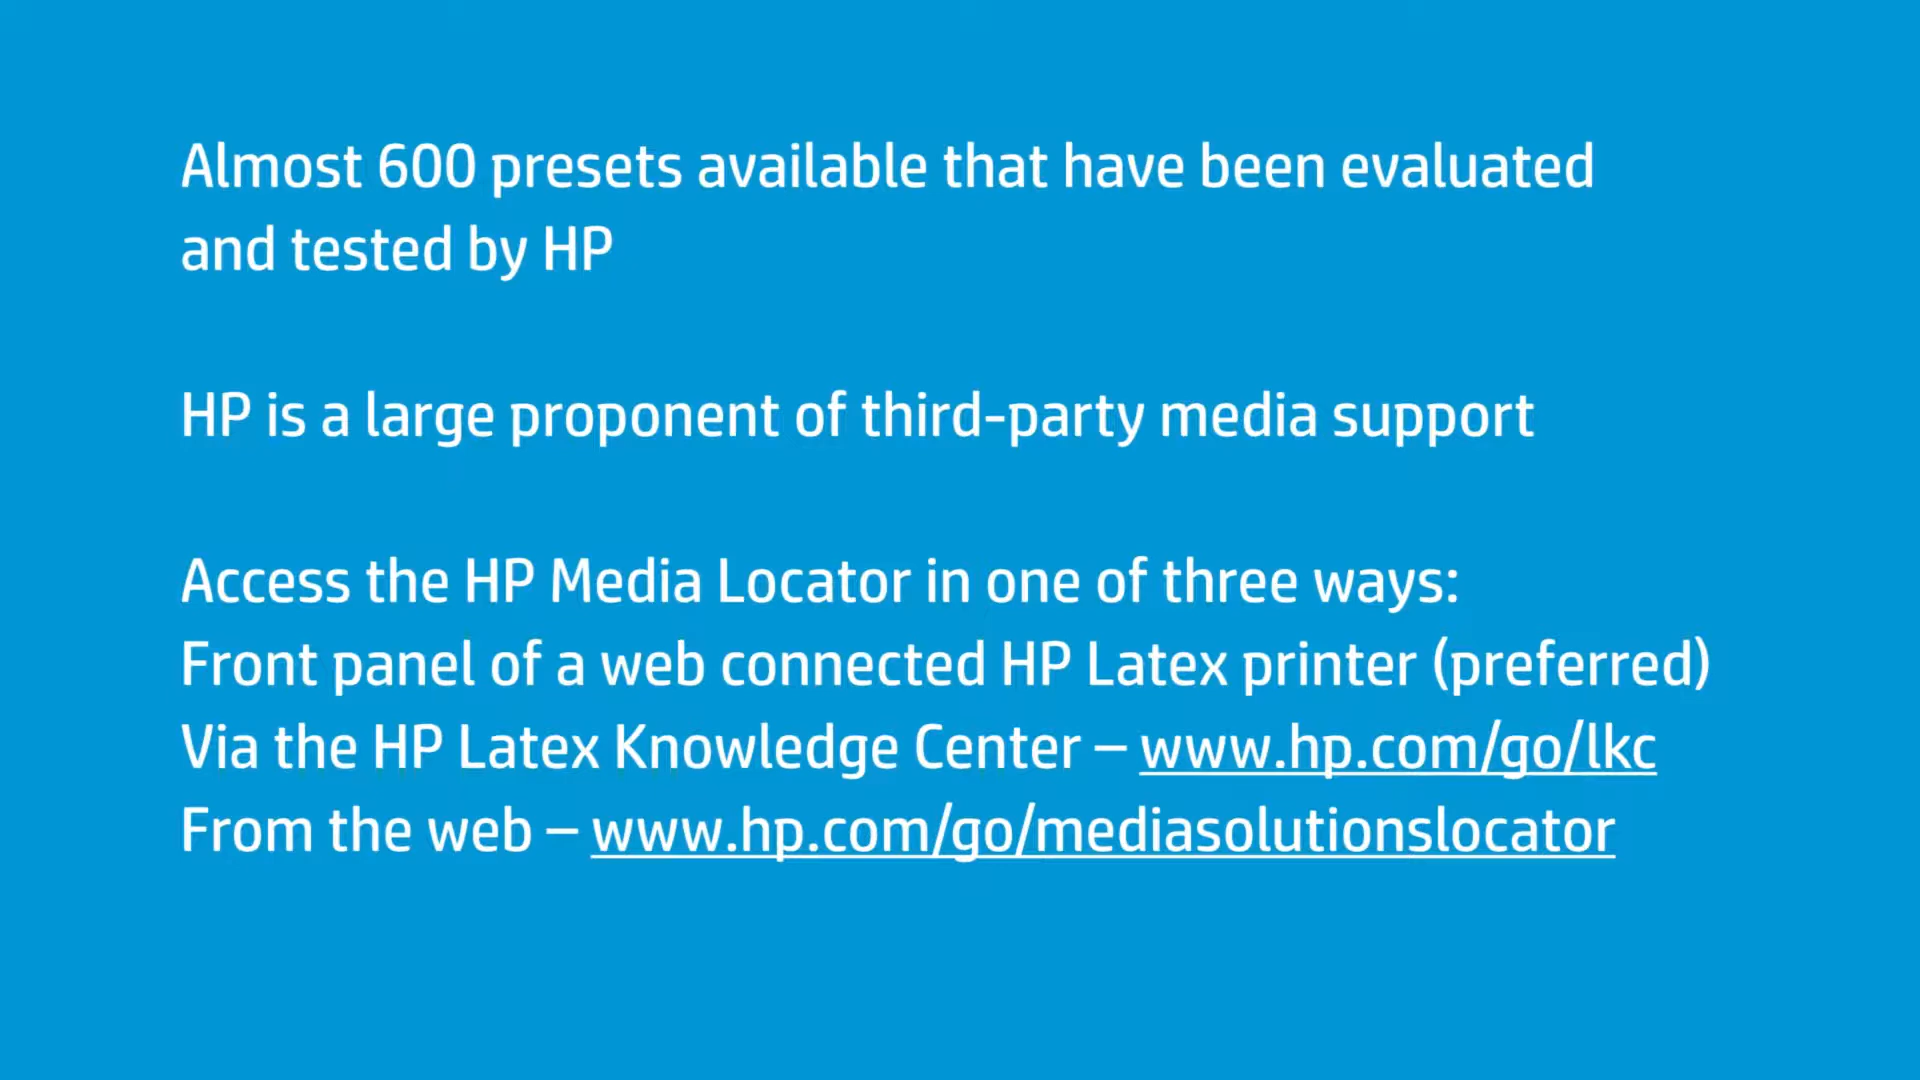 Almost 600 presets available that have been evaluated
and tested by HP
HP is a large proponent of third-party media support
Access the HP Media Locator in one of three ways:
Front panel of a web connected HP Latex printer (preferred)
Via the HP Latex Knowledge Center – www.hp.com/go/lkc
From the web – www.hp.com/go/mediasolutionslocator